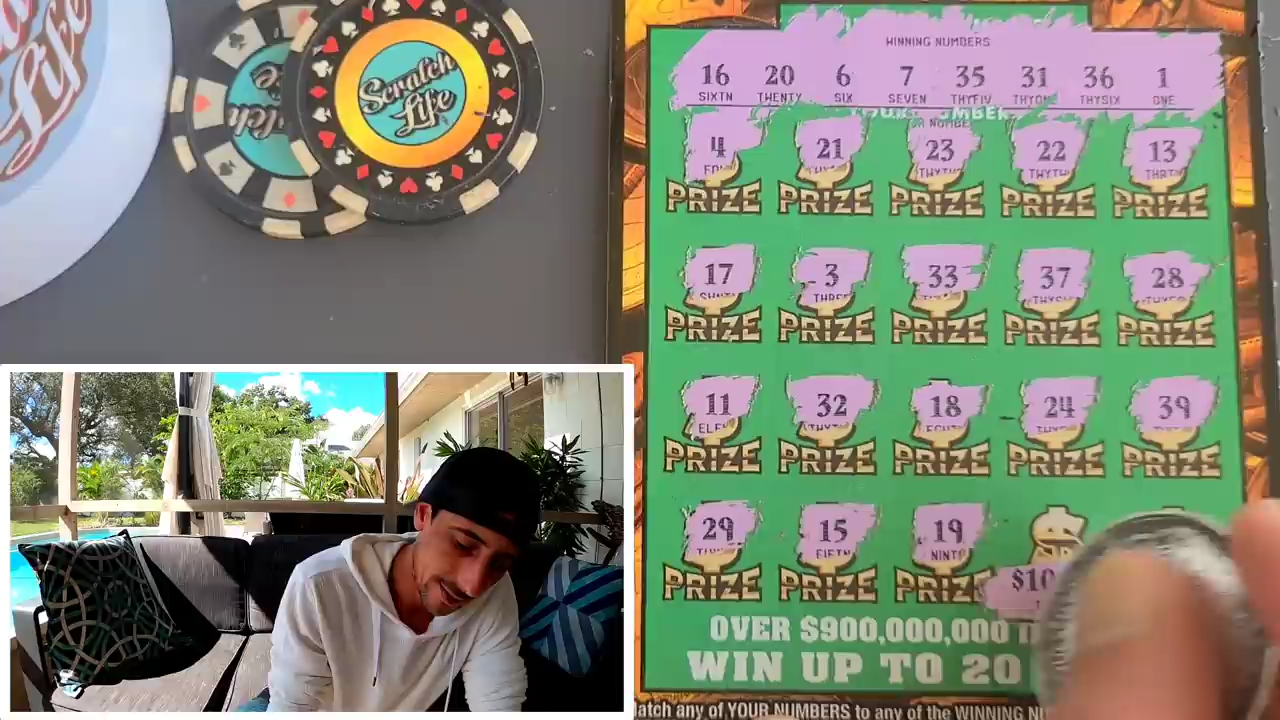 Life
Scratch
Life
WINNING NUMBERS
16 20 6 7 35 31 36 1
SIXTN TWENTY SIX SEVEN THYFIV THYONE THYSIX ONE
4 21 23 22 13
PRIZE PRIZE PRIZE PRIZE PRIZE
17 3 33 37 28
THREE
PRIZE PRIZE PRIZE PRIZE PRIZE
11 32 18 24 39
PRIZE PRIZE PRIZE PRIZE PRIZE
29 15 19
FIFTN
PRIZE PRIZE PRIZE $10
OVER $900,000,000
WIN UP TO 20
Match any of YOUR NUMBERS to any of the WINNING